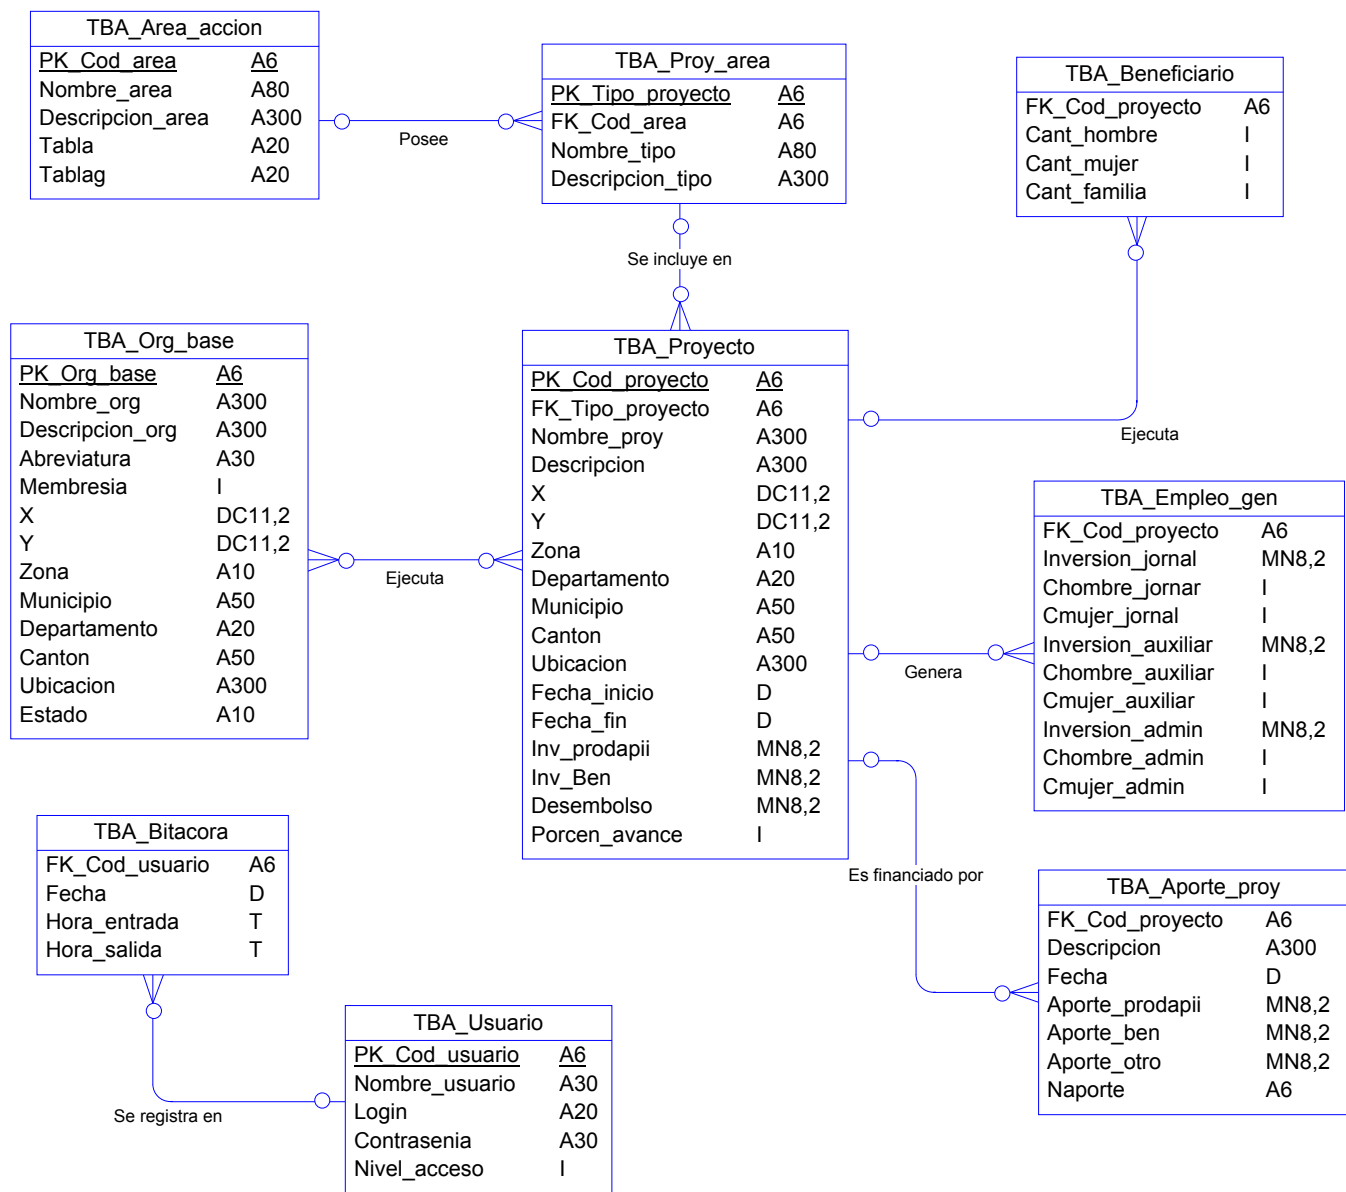 TBA_Area_accion
PK_Cod_area A6
Nombre_area A80
Descripcion_area A300
Tabla A20
Tablag A20
Posee
TBA_Proy_area
PK_Tipo_proyecto A6
FK_Cod_area A6
Nombre_tipo A80
Descripcion_tipo A300
TBA_Beneficiario
FK_Cod_proyecto A6
Cant_hombre I
Cant_mujer I
Cant_familia I
Se incluye en
TBA_Org_base
PK_Org_base A6
Nombre_org A300
Descripcion_org A300
Abreviatura A30
Membresia I
X DC11,2
Y DC11,2
Zona A10
Municipio A50
Departamento A20
Canton A50
Ubicacion A300
Estado A10
Ejecuta
TBA_Proyecto
PK_Cod_proyecto A6
FK_Tipo_proyecto A6
Nombre_proy A300
Descripcion A300
X DC11,2
Y DC11,2
Zona A10
Departamento A20
Municipio A50
Canton A50
Ubicacion A300
Fecha_inicio D
Fecha_fin D
Inv_prodapii MN8,2
Inv_Ben MN8,2
Desembolso MN8,2
Porcen_avance I
Ejecuta
TBA_Empleo_gen
FK_Cod_proyecto A6
Inversion_jornal MN8,2
Chombre_jornar I
Cmujer_jornal I
Inversion_auxiliar MN8,2
Chombre_auxiliar I
Cmujer_auxiliar I
Inversion_admin MN8,2
Chombre_admin I
Cmujer_admin I
Genera
Es financiado por
TBA_Bitacora
FK_Cod_usuario A6
Fecha D
Hora_entrada T
Hora_salida T
TBA_Aporte_proy
FK_Cod_proyecto A6
Descripcion A300
Fecha D
Aporte_prodapii MN8,2
Aporte_ben MN8,2
Aporte_otro MN8,2
Naporte A6
Se registra en
TBA_Usuario
PK_Cod_usuario A6
Nombre_usuario A30
Login A20
Contrasenia A30
Nivel_acceso I